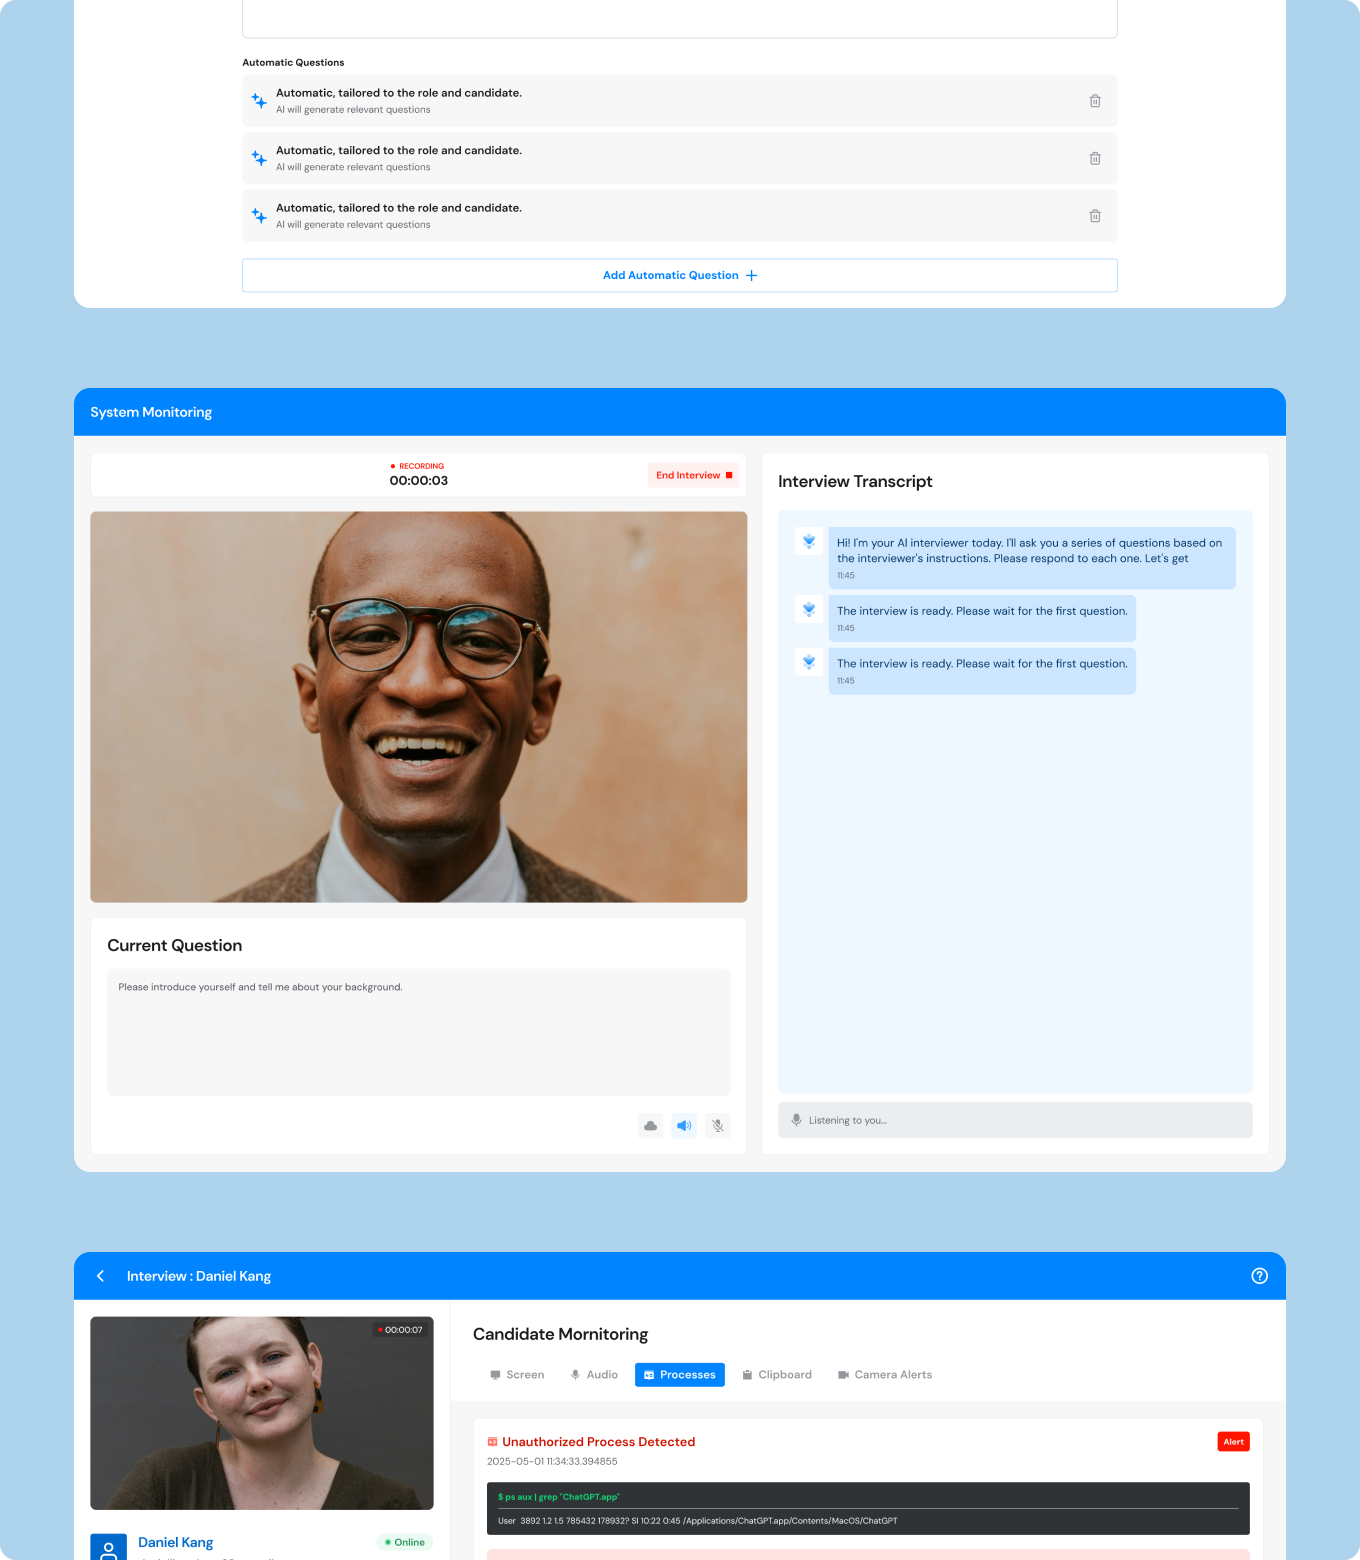 Automatic Questions
Automatic, tailored to the role and candidate.
AI will generate relevant questions
Automatic, tailored to the role and candidate.
AI will generate relevant questions
Automatic, tailored to the role and candidate.
AI will generate relevant questions
Add Automatic Question
System Monitoring
RECORDING
00:00:03
End Interview
Current Question
Please introduce yourself and tell me about your background.
Interview Transcript
Hi! I'm your AI interviewer today. I'll ask you a series of questions based on
the interviewer's instructions. Please respond to each one. Let's get
11:45
The interview is ready. Please wait for the first question.
11:45
The interview is ready. Please wait for the first question.
11:45
Listening to you...
Interview : Daniel Kang
00:00:07
Daniel Kang
Online
Candidate Mornitoring
Screen
Audio
Processes
Clipboard
Camera Alerts
Unauthorized Process Detected
Alert
2025-05-01 11:34:33.394855
$ ps aux | grep "ChatGPT.app"
User 3892 1.2 1.5 785432 178932? Sl 10:22 0:45 /Applications/ChatGPT.app/Contents/MacOS/ChatGPT